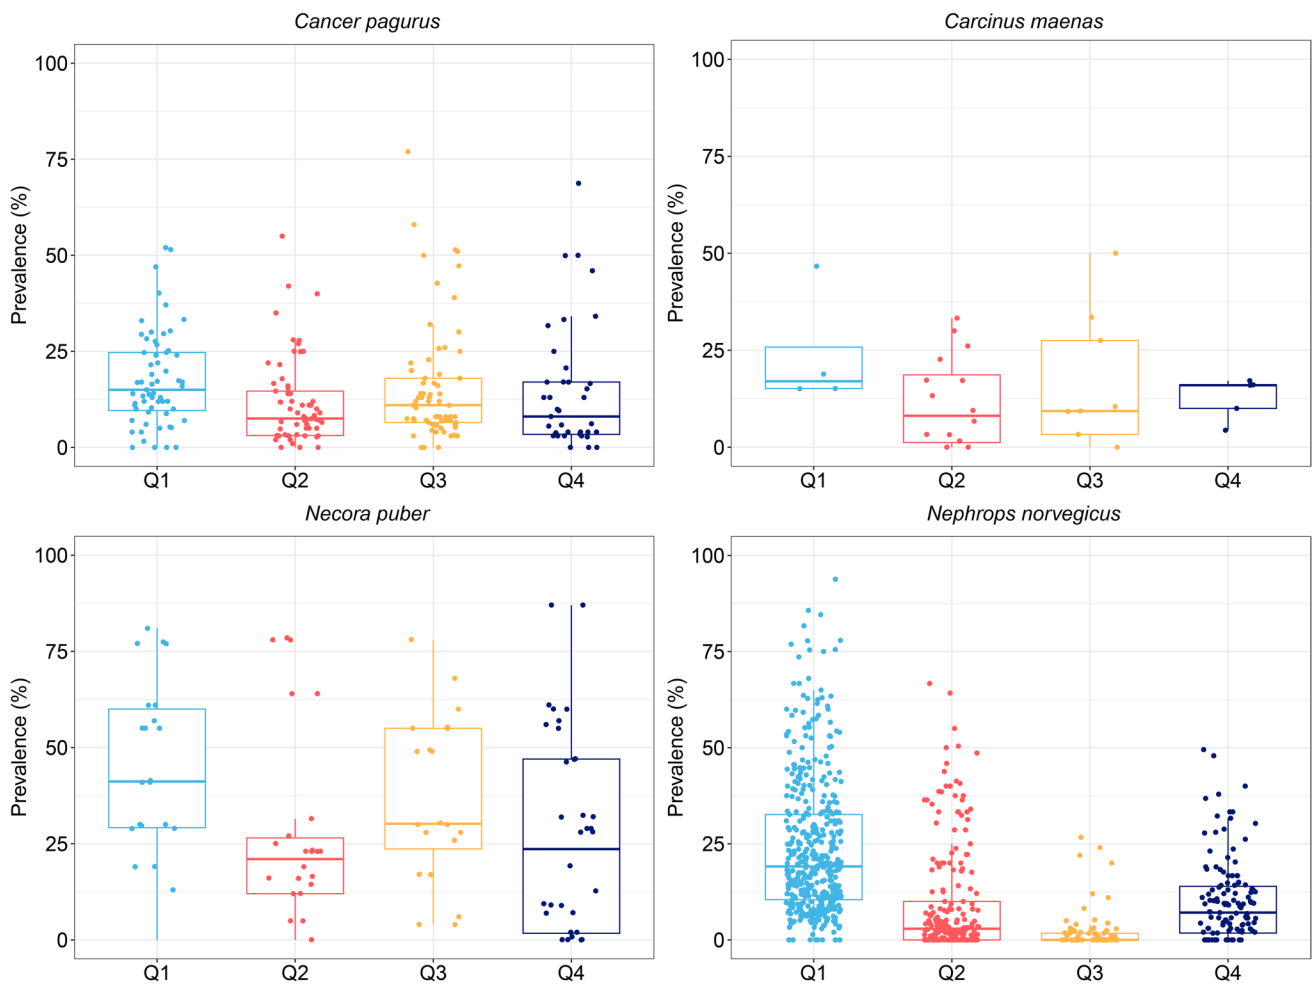 Cancer pagurus
Prevalence (%)
100
75
50
25
0
Q1 Q2 Q3 Q4
Carcinus maenas
Prevalence (%)
100
75
50
25
0
Q1 Q2 Q3 Q4
Necora puber
Prevalence (%)
100
75
50
25
0
Q1 Q2 Q3 Q4
Nephrops norvegicus
Prevalence (%)
100
75
50
25
0
Q1 Q2 Q3 Q4